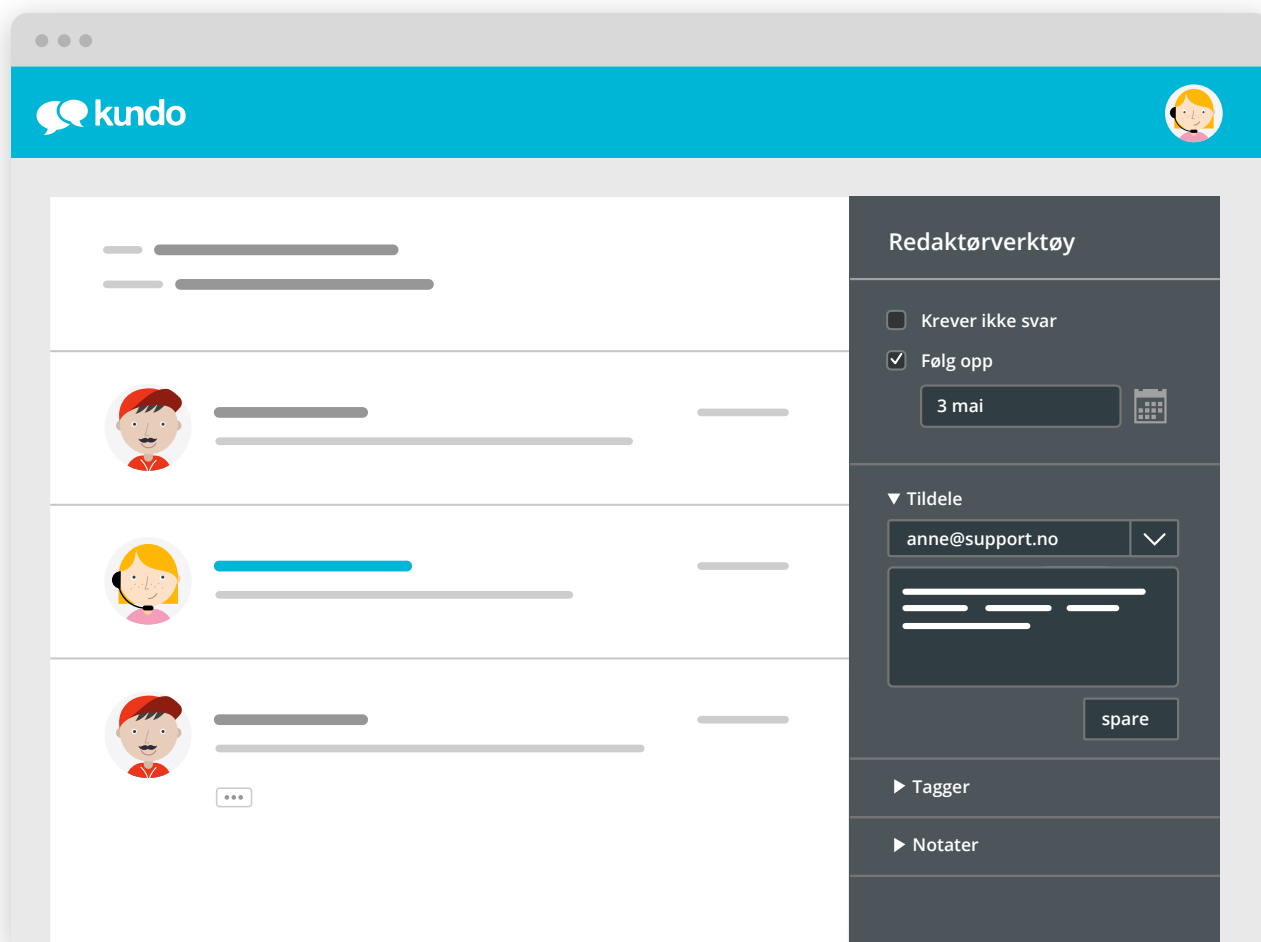 kundo
Redaktørverktøy
Krever ikke svar
Følg opp
3 mai
Tildele
anne@support.no
spare
Tagger
Notater